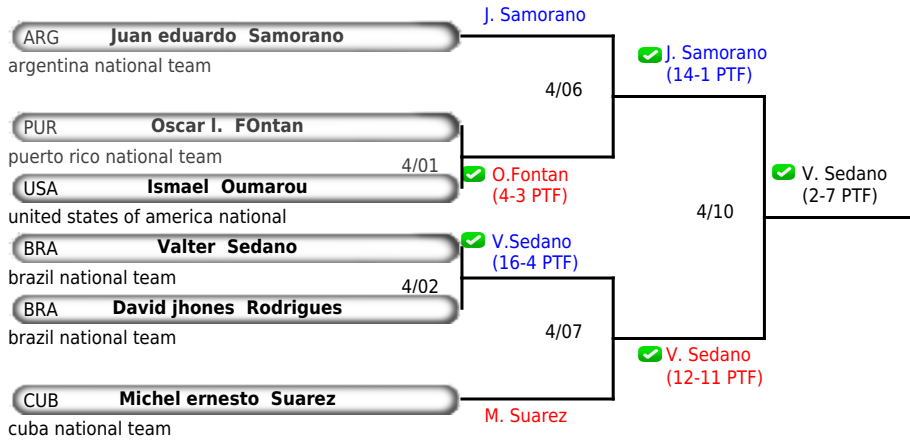 J. Samorano
ARG Juan eduardo Samorano
argentina national team
J. Samorano
(14-1 PTF)
4/06
PUR Oscar I. FOntan
puerto rico national team
4/01
O.Fontan
(4-3 PTF)
USA Ismael Oumarou
united states of america national
V. Sedano
(2-7 PTF)
4/10
BRA Valter Sedano
brazil national team
V.Sedano
(16-4 PTF)
4/02
BRA David jhones Rodrigues
brazil national team
4/07
V. Sedano
(12-11 PTF)
CUB Michel ernesto Suarez
cuba national team
M. Suarez